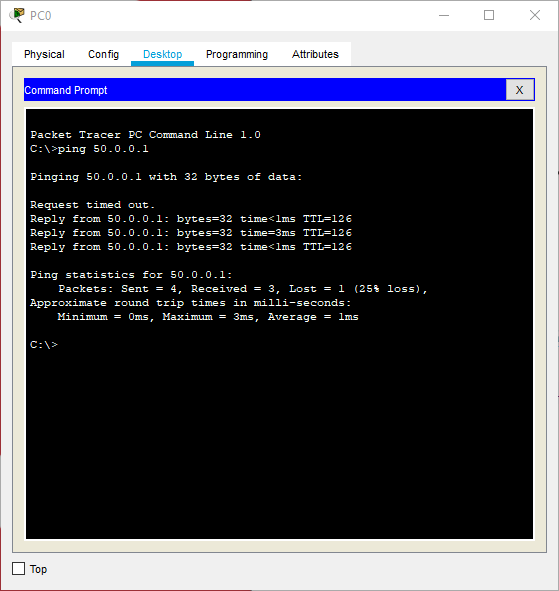 PC0
Physical Config Desktop Programming Attributes
Command Prompt X
Packet Tracer PC Command Line 1.0
C:\>ping 50.0.0.1
Pinging 50.0.0.1 with 32 bytes of data:
Request timed out.
Reply from 50.0.0.1: bytes=32 time<1ms TTL=126
Reply from 50.0.0.1: bytes=32 time=3ms TTL=126
Reply from 50.0.0.1: bytes=32 time<1ms TTL=126
Ping statistics for 50.0.0.1:
    Packets: Sent = 4, Received = 3, Lost = 1 (25% loss),
Approximate round trip times in milli-seconds:
    Minimum = 0ms, Maximum = 3ms, Average = 1ms
C:\>
Top